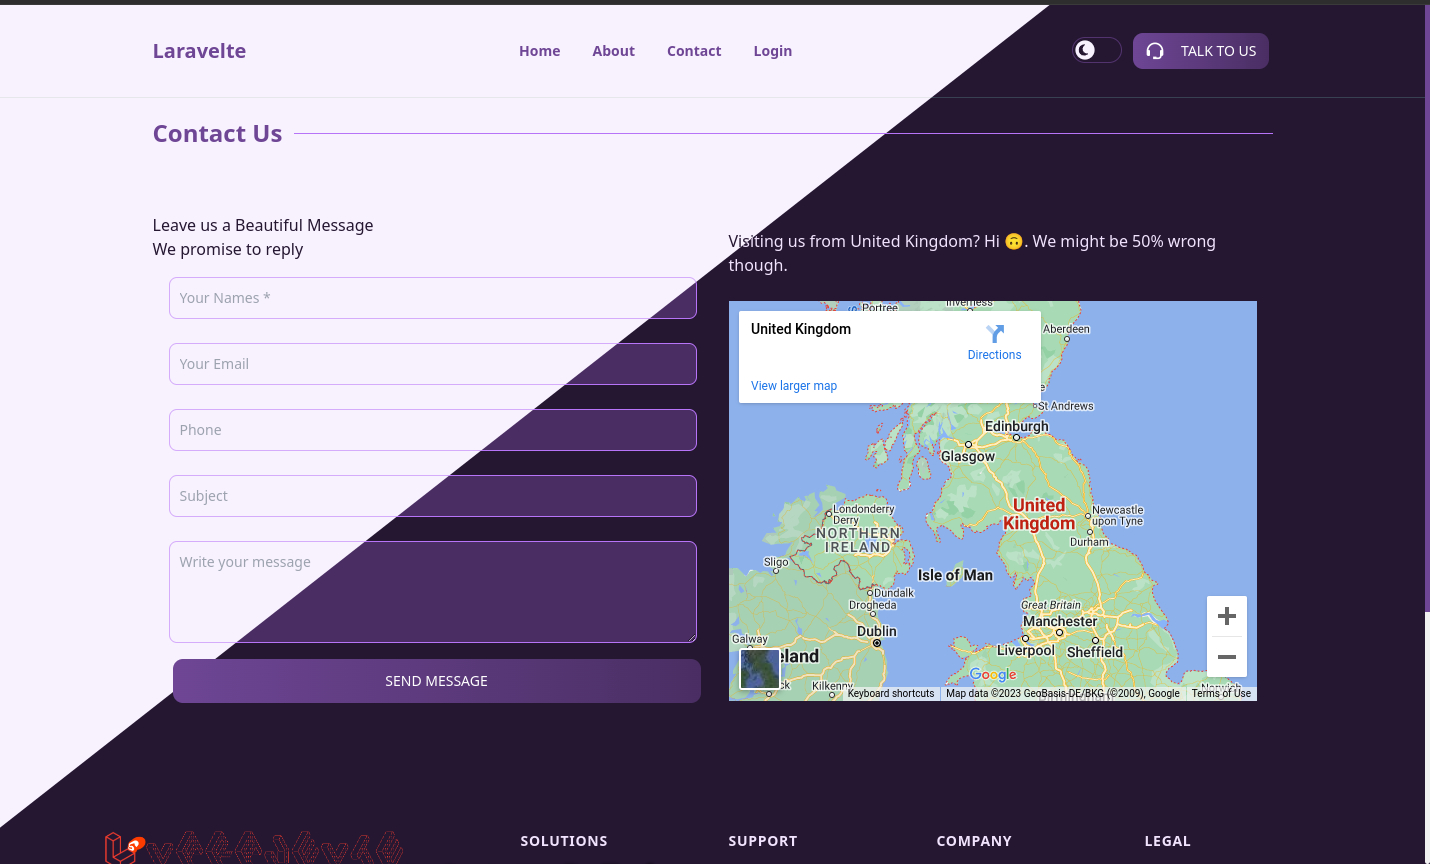 Laravelte
Home About Contact Login
TALK TO US
Contact Us
Leave us a Beautiful Message
We promise to reply
Your Names *
Your Email
Phone
Subject
Write your message
SEND MESSAGE
Visiting us from United Kingdom? Hi 🙃. We might be 50% wrong
though.
Portree
Inverness
United Kingdom
Directions
View larger map
Aberdeen
St Andrews
Edinburgh
Glasgow
United
Kingdom
Londonderry
Derry
NORTHERN
IRELAND
Newcastle
upon Tyne
Durham
Sligo
Isle of Man
Dundalk
Drogheda
Great Britain
Manchester
Dublin
Galway
Liverpool
Sheffield
eland
Google
ck
Kilkenny
Norwich
Keyboard shortcuts
Map data ©2023 GeoBasis-DE/BKG (©2009), Google
Terms of Use
SOLUTIONS
SUPPORT
COMPANY
LEGAL